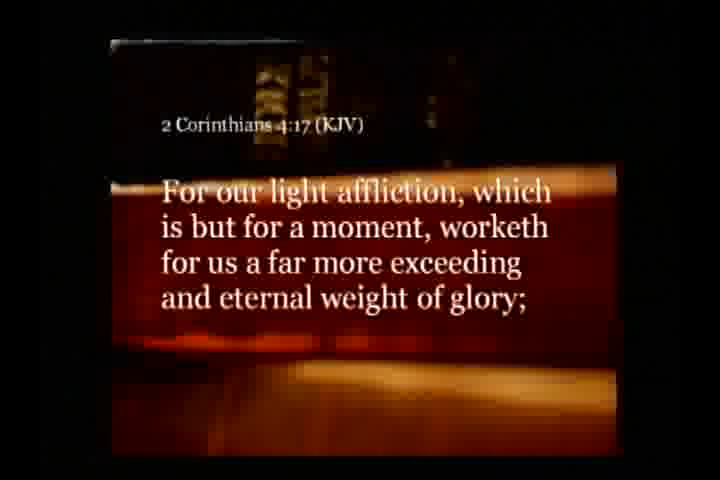 2 Corinthians 4:17 (KJV)
For our light affliction, which
is but for a moment, worketh
for us a far more exceeding
and eternal weight of glory;